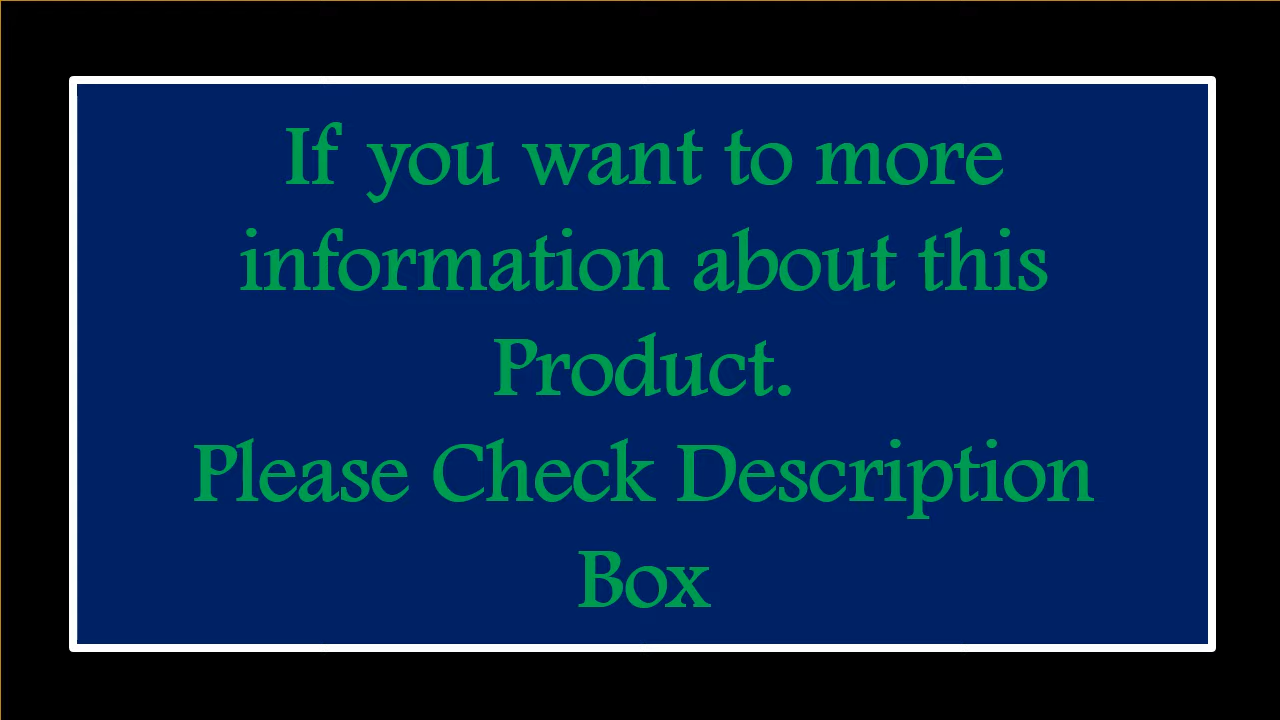 If you want to more
information about this
Product.
Please Check Description
Box